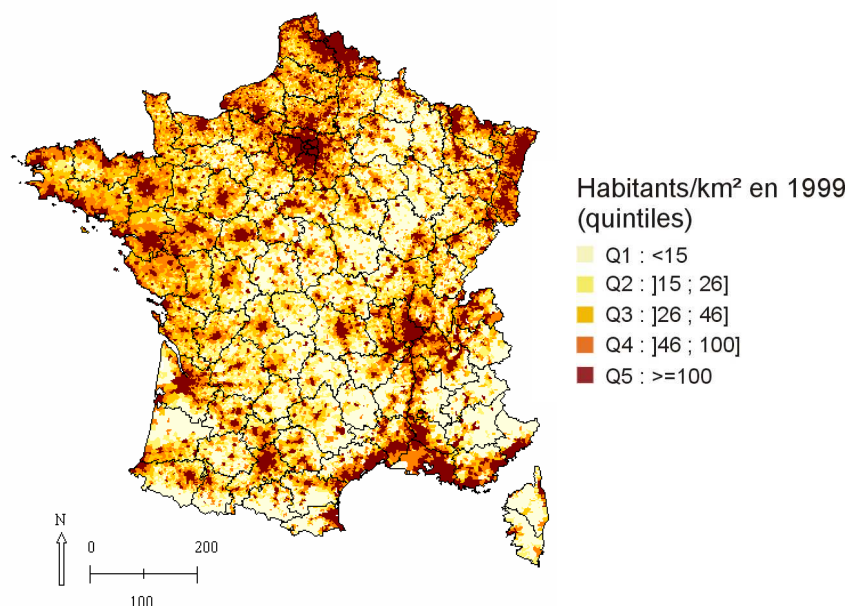 Habitants/km² en 1999
(quintiles)
Q1 : <15
Q2 : ]15 ; 26]
Q3 : ]26 ; 46]
Q4 : ]46 ; 100]
Q5 : >=100
N
0 200
100